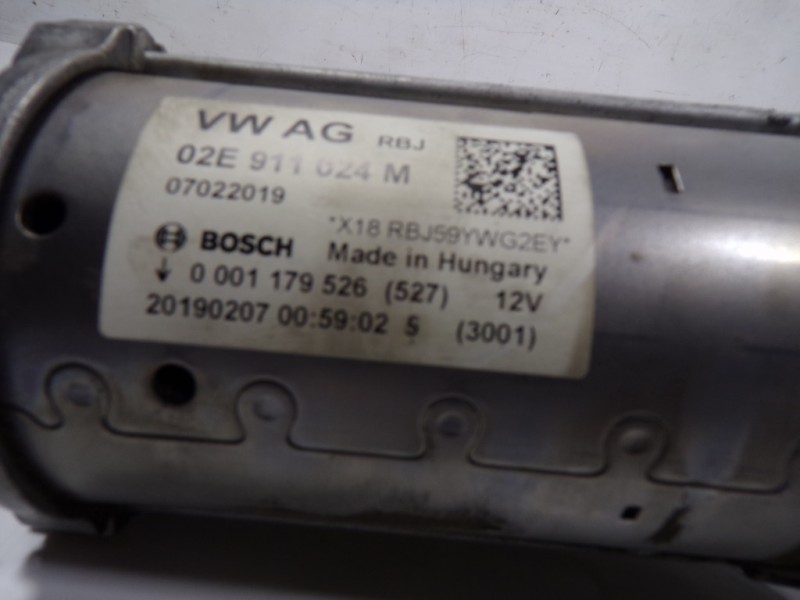 VW AG RBJ
02E 911 024 M
07022019
*X18 RBJ59YWG2EY*
BOSCH Made in Hungary
↓ 0 001 179 526 (527) 12V
20190207 00:59:02 S (3001)